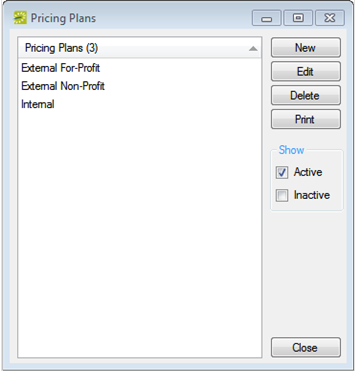 Pricing Plans
Pricing Plans (3)
External For-Profit
External Non-Profit
Internal
New
Edit
Delete
Print
Show
Active
Inactive
Close